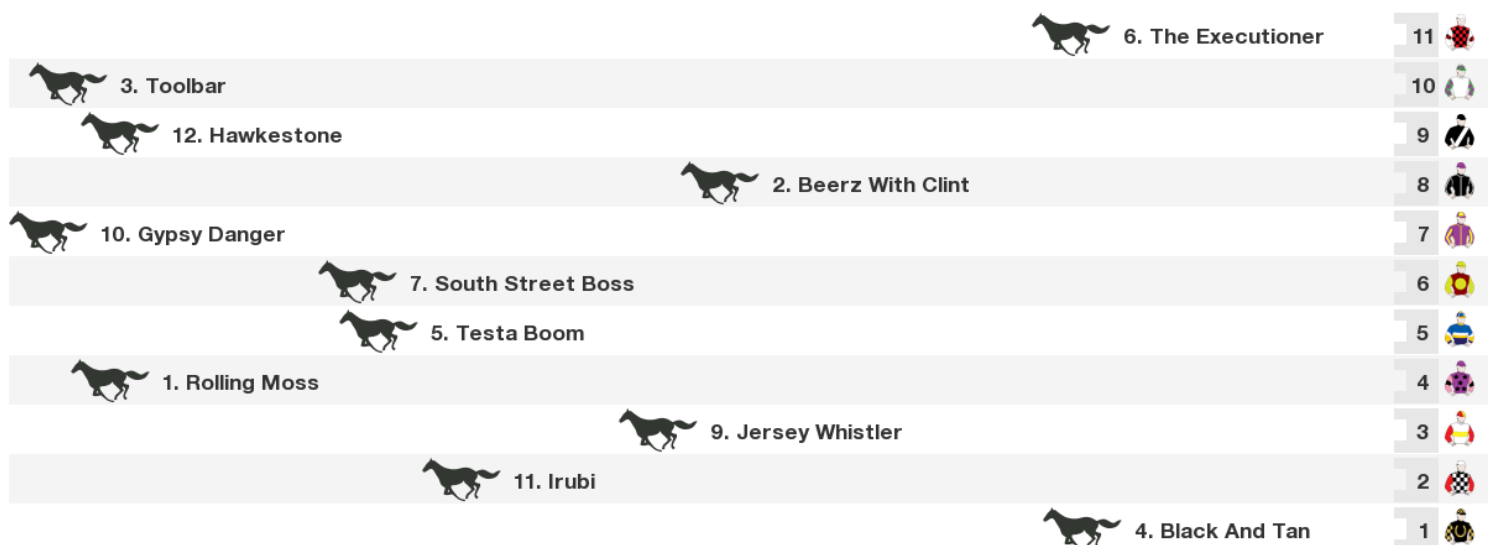 6. The Executioner 11
3. Toolbar 10
12. Hawkestone 9
2. Beerz With Clint 8
10. Gypsy Danger 7
7. South Street Boss 6
5. Testa Boom 5
1. Rolling Moss 4
9. Jersey Whistler 3
11. Irubi 2
4. Black And Tan 1